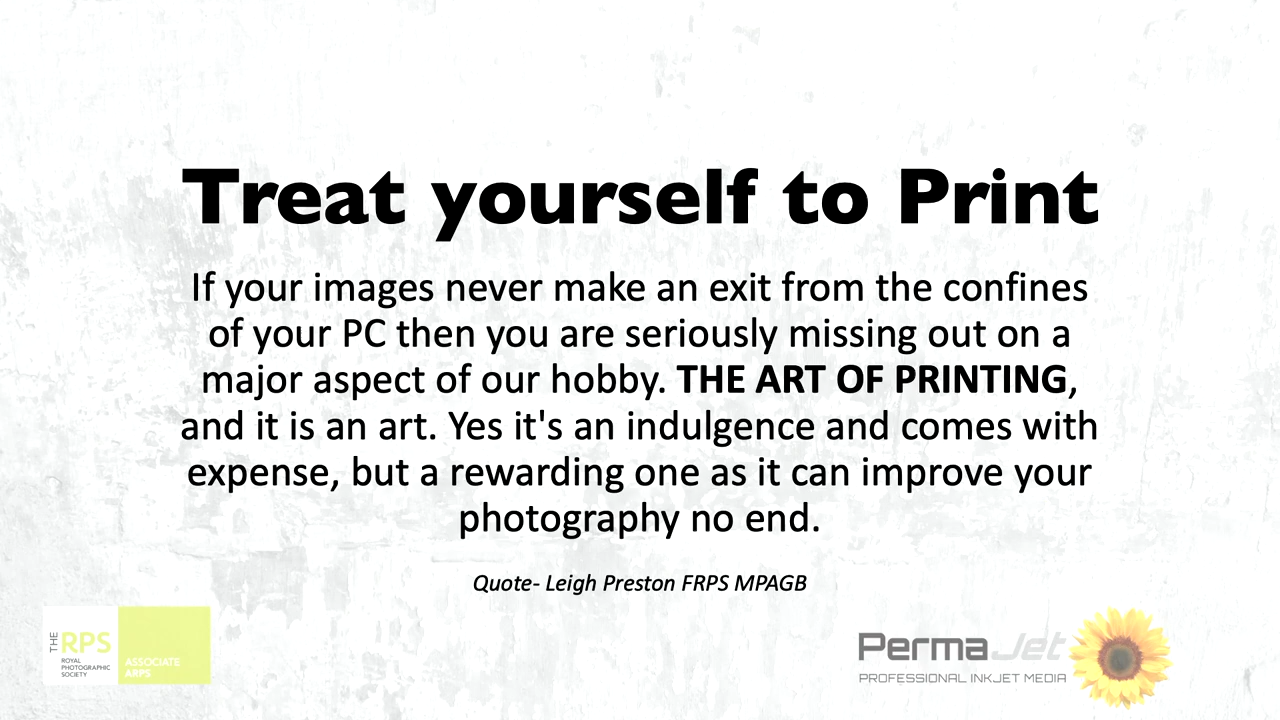 Treat yourself to Print
If your images never make an exit from the confines
of your PC then you are seriously missing out on a
major aspect of our hobby. THE ART OF PRINTING,
and it is an art. Yes it's an indulgence and comes with
expense, but a rewarding one as it can improve your
photography no end.
Quote- Leigh Preston FRPS MPAGB
THE
RPS
ROYAL
PHOTOGRAPHIC
SOCIETY
ASSOCIATE
ARPS
PermaJet
PROFESSIONAL INKJET MEDIA